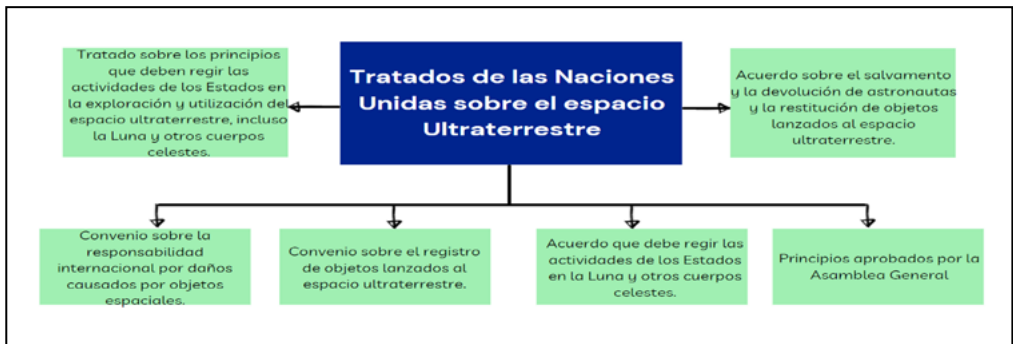 Tratados de las Naciones
Unidas sobre el espacio
Ultraterrestre
Tratado sobre los principios
que deben regir las
actividades de los Estados en
la exploración y utilización del
espacio ultraterrestre, incluso
la Luna y otros cuerpos
celestes.
Acuerdo sobre el salvamento
y la devolución de astronautas
y la restitución de objetos
lanzados al espacio
ultraterrestre.
Convenio sobre la
responsabilidad
internacional por daños
causados por objetos
espaciales.
Convenio sobre el registro
de objetos lanzados al
espacio ultraterrestre.
Acuerdo que debe regir las
actividades de los Estados
en la Luna y otros cuerpos
celestes.
Principios aprobados por la
Asamblea General